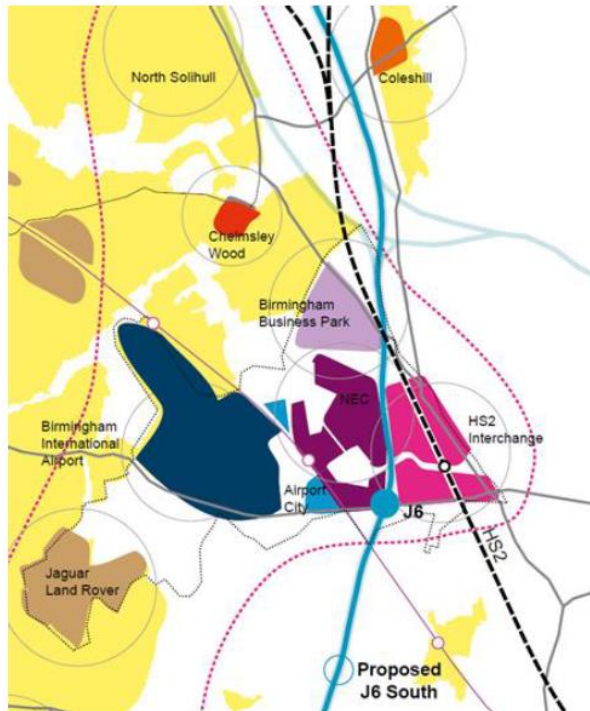 North Solihull
Coleshill
Chelmsley
Wood
Birmingham
Business Park
NEC
HS2
Interchange
Birmingham
International
Airport
Airport
City
J6
HS2
Jaguar
Land Rover
Proposed
J6 South